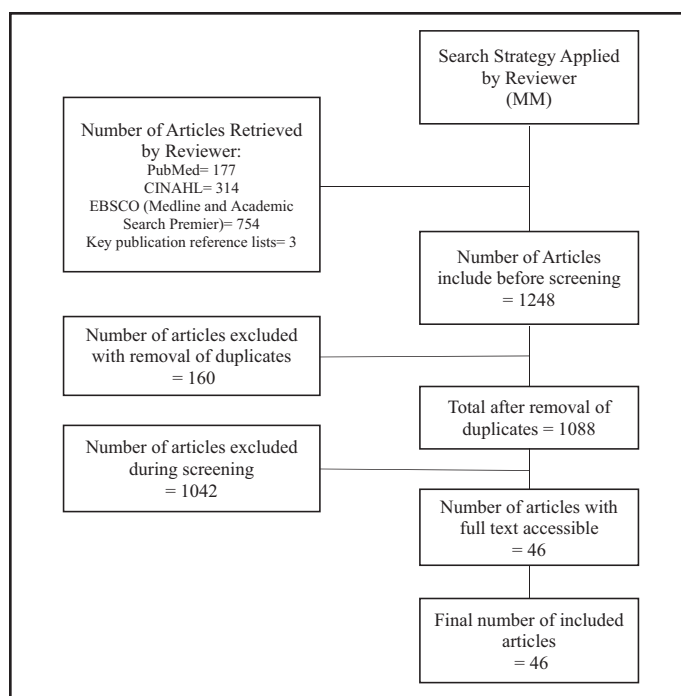 Search Strategy Applied
by Reviewer
(MM)
Number of Articles Retrieved
by Reviewer:
PubMed= 177
CINAHL= 314
EBSCO (Medline and Academic
Search Premier)= 754
Key publication reference lists= 3
Number of Articles
include before screening
= 1248
Number of articles excluded
with removal of duplicates
= 160
Total after removal of
duplicates = 1088
Number of articles excluded
during screening
= 1042
Number of articles with
full text accessible
= 46
Final number of included
articles
= 46